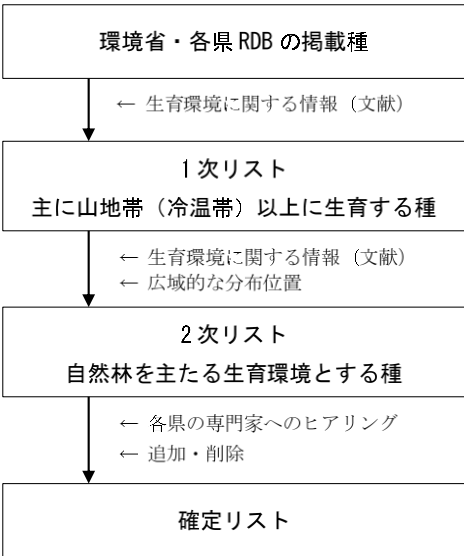 環境省・各県 RDB の掲載種
← 生育環境に関する情報（文献）
1 次リスト
主に山地帯（冷温帯）以上に生育する種
← 生育環境に関する情報（文献）
← 広域的な分布位置
2 次リスト
自然林を主たる生育環境とする種
← 各県の専門家へのヒアリング
← 追加・削除
確定リスト